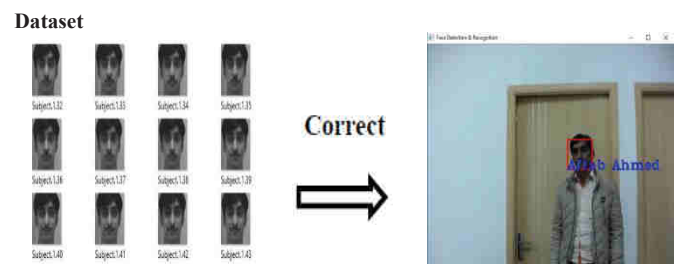 Dataset
Subject.1.32 Subject.1.33 Subject.1.34 Subject.1.35
Subject.1.36 Subject.1.37 Subject.1.38 Subject.1.39
Subject.1.40 Subject.1.41 Subject.1.42 Subject.1.43
Correct
Face Detection & Recognition
Aftab Ahmed